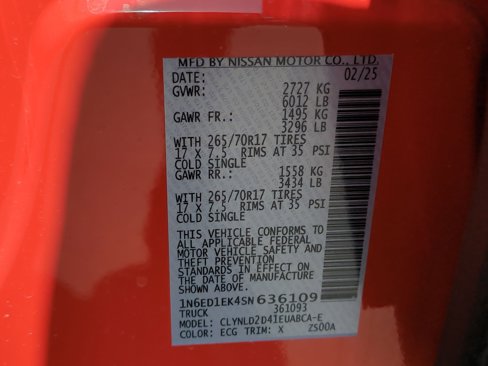 MFD BY NISSAN MOTOR CO., LTD.
DATE: 02/25
GVWR: 2727 KG
6012 LB
GAWR FR.: 1495 KG
3296 LB
WITH 265/70R17 TIRES
17 X 7.5 RIMS AT 35 PSI
COLD SINGLE
GAWR RR.: 1558 KG
3434 LB
WITH 265/70R17 TIRES
17 X 7.5 RIMS AT 35 PSI
COLD SINGLE
THIS VEHICLE CONFORMS TO
ALL APPLICABLE FEDERAL
MOTOR VEHICLE SAFETY AND
THEFT PREVENTION
STANDARDS IN EFFECT ON
THE DATE OF MANUFACTURE
SHOWN ABOVE.
1N6ED1EK4SN636109
TRUCK 361093
MODEL: CLYNLD2D41EUABCA-E
COLOR: ECG TRIM: X ZS00A